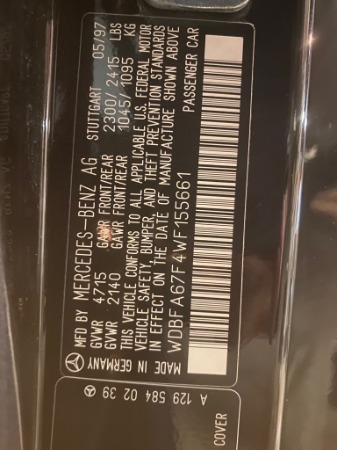 MFD BY MERCEDES-BENZ AG STUTTGART 05/97
GVWR GAWR FRONT/REAR LBS
4715 2300/2415
GVWR GAWR FRONT/REAR KG
2140 1045/1095
THIS VEHICLE CONFORMS TO ALL APPLICABLE U.S. FEDERAL MOTOR
VEHICLE SAFETY, BUMPER, AND THEFT PREVENTION STANDARDS
IN EFFECT ON THE DATE OF MANUFACTURE SHOWN ABOVE
WDBFA67F4WF155661 PASSENGER CAR
MADE IN GERMANY
A 129 584 02 39
COVER